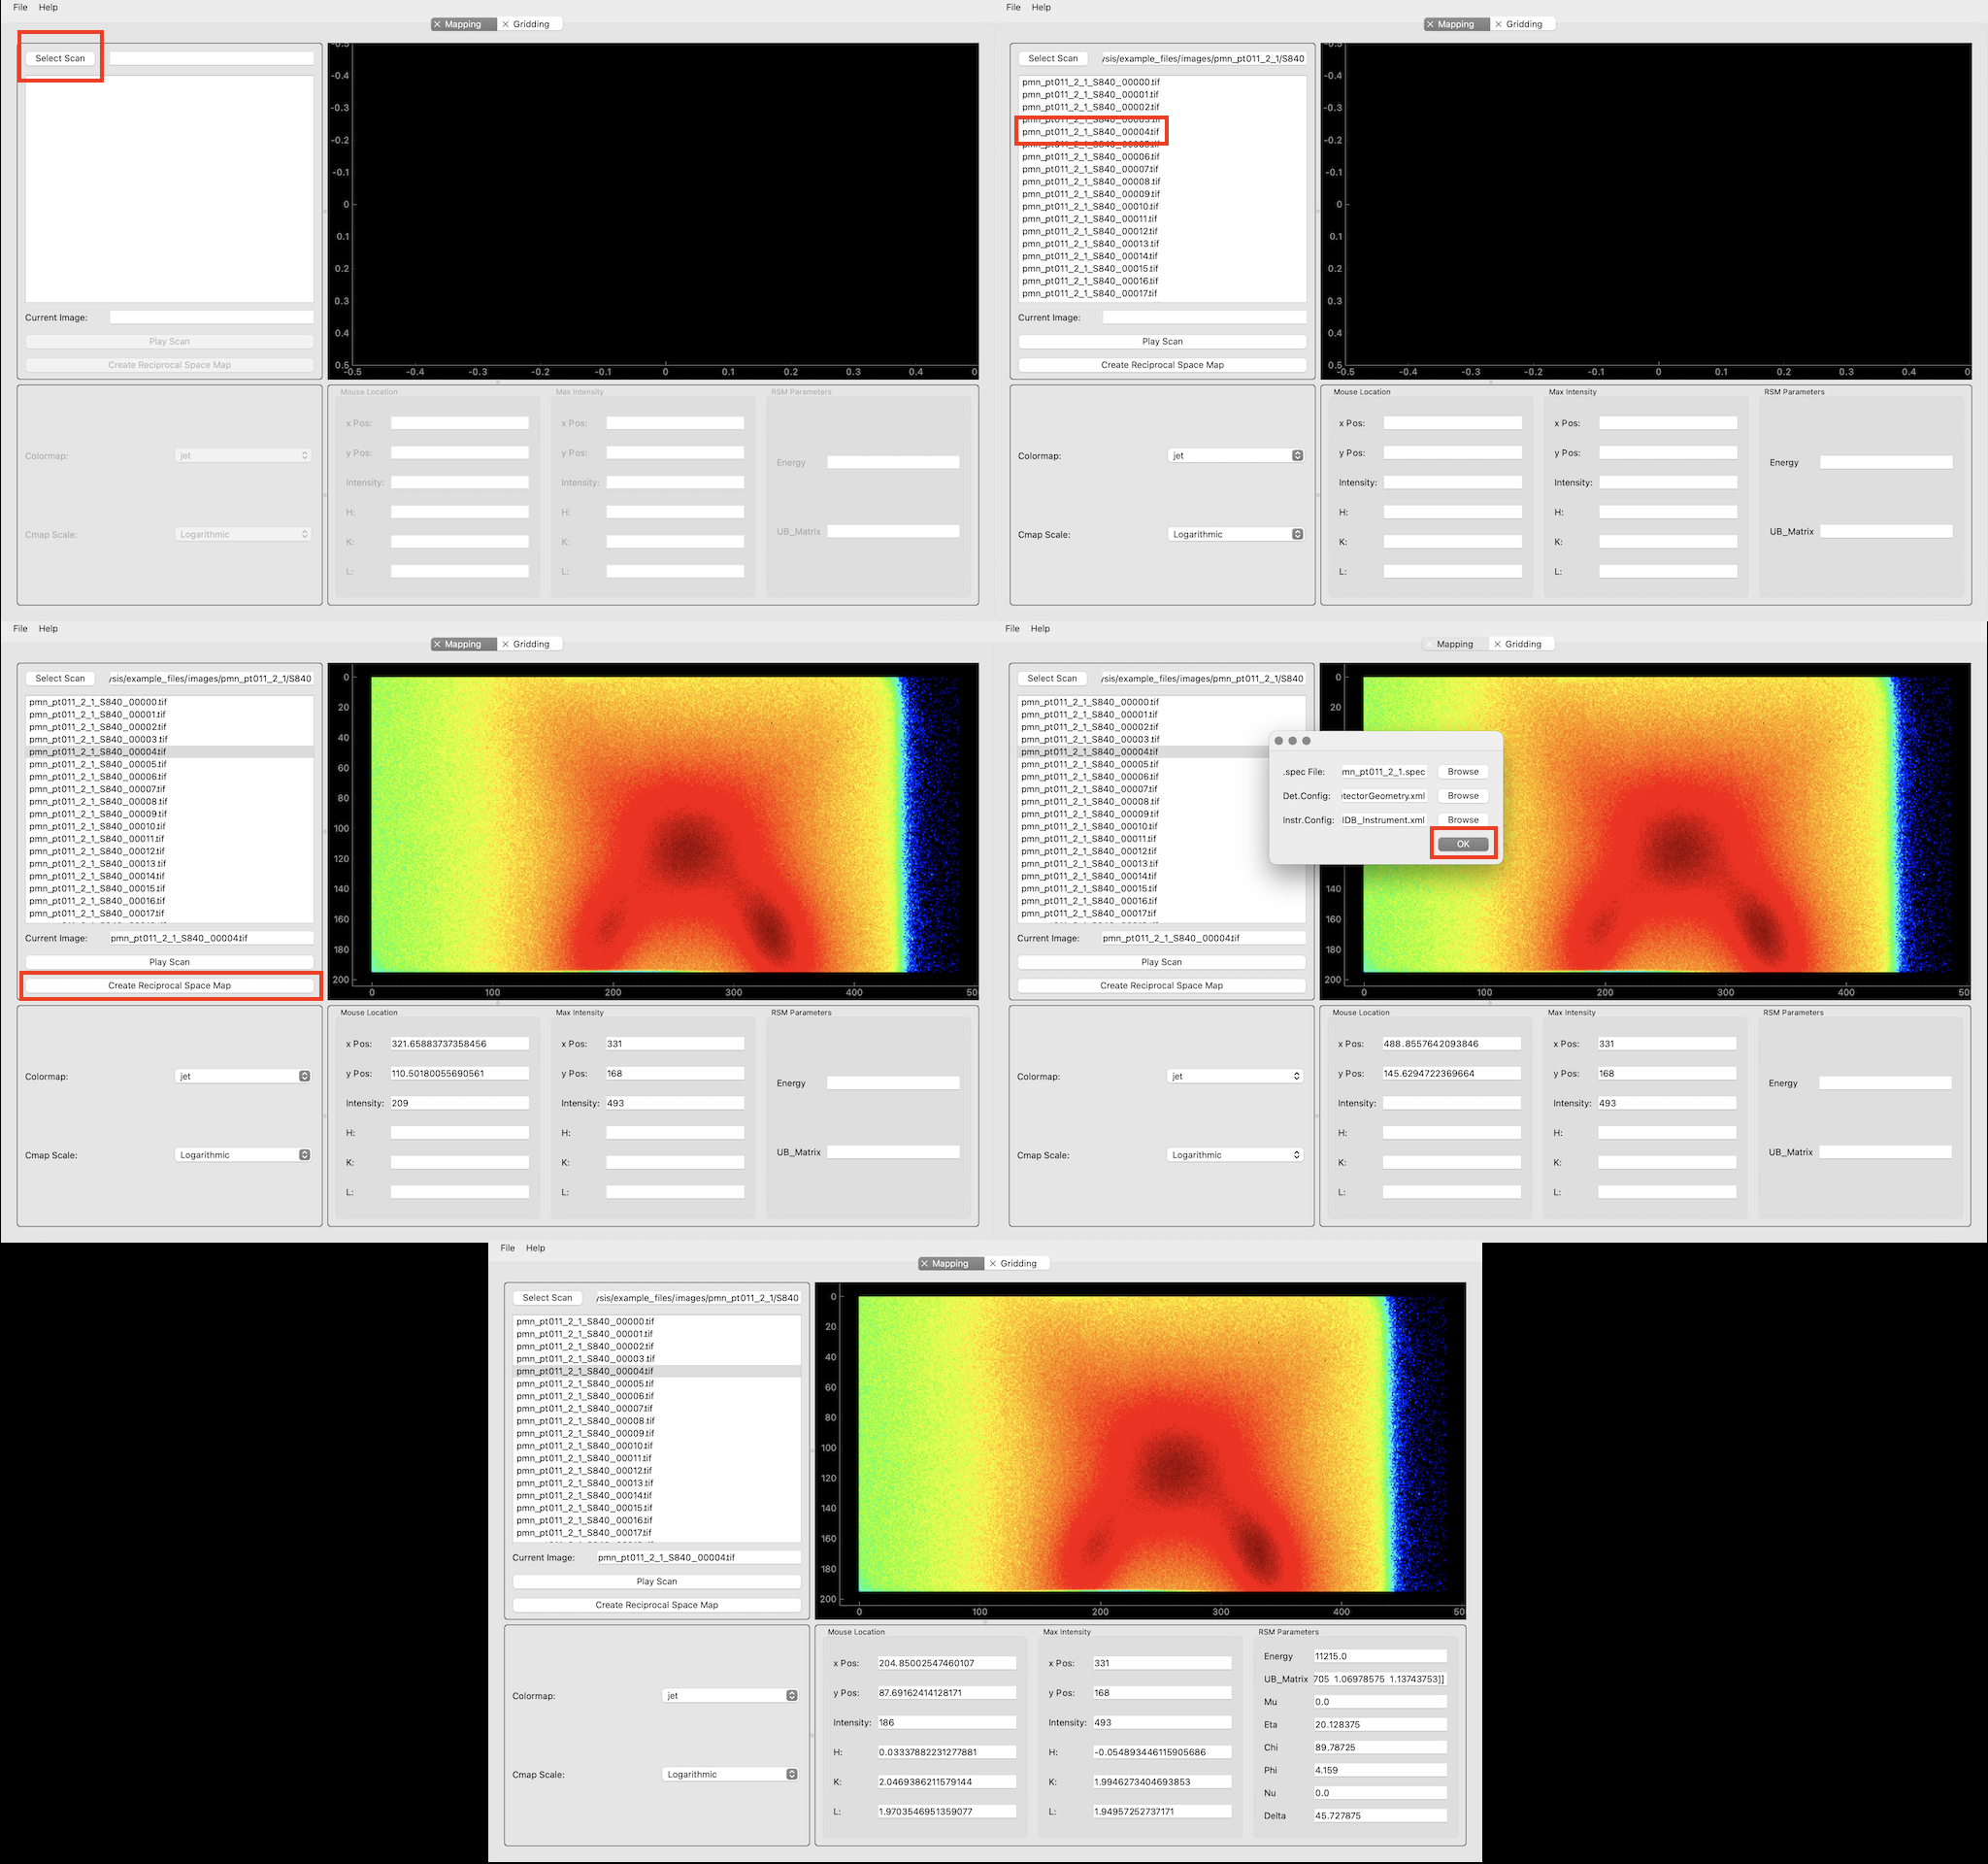 File Help
Mapping Gridding
Select Scan
-0.5
-0.4
-0.3
-0.2
-0.1
0
0.1
0.2
0.3
0.4
0.5
-0.5 -0.4 -0.3 -0.2 -0.1 0 0.1 0.2 0.3 0.4 0
Current Image:
Play Scan
Create Reciprocal Space Map
Colormap: jet
Cmap Scale: Logarithmic
Mouse Location Max Intensity RSM Parameters
x Pos: x Pos:
y Pos: y Pos: Energy
Intensity: Intensity:
H: H:
K: K: UB_Matrix
L: L:
File Help
Mapping Gridding
Select Scan /sis/example_files/images/pmn_pt011_2_1/S840
pmn_pt011_2_1_S840_00000.tif
pmn_pt011_2_1_S840_00001.tif
pmn_pt011_2_1_S840_00002.tif
pmn_pt011_2_1_S840_00003.tif
pmn_pt011_2_1_S840_00004.tif
pmn_pt011_2_1_S840_00005.tif
pmn_pt011_2_1_S840_00006.tif
pmn_pt011_2_1_S840_00007.tif
pmn_pt011_2_1_S840_00008.tif
pmn_pt011_2_1_S840_00009.tif
pmn_pt011_2_1_S840_00010.tif
pmn_pt011_2_1_S840_00011.tif
pmn_pt011_2_1_S840_00012.tif
pmn_pt011_2_1_S840_00013.tif
pmn_pt011_2_1_S840_00014.tif
pmn_pt011_2_1_S840_00015.tif
pmn_pt011_2_1_S840_00016.tif
pmn_pt011_2_1_S840_00017.tif
-0.5
-0.4
-0.3
-0.2
-0.1
0
0.1
0.2
0.3
0.4
0.5
-0.5 -0.4 -0.3 -0.2 -0.1 0 0.1 0.2 0.3 0.4 0
Current Image:
Play Scan
Create Reciprocal Space Map
Colormap: jet
Cmap Scale: Logarithmic
Mouse Location Max Intensity RSM Parameters
x Pos: x Pos:
y Pos: y Pos: Energy
Intensity: Intensity:
H: H:
K: K: UB_Matrix
L: L:
File Help
Mapping Gridding
Select Scan /sis/example_files/images/pmn_pt011_2_1/S840
pmn_pt011_2_1_S840_00000.tif
pmn_pt011_2_1_S840_00001.tif
pmn_pt011_2_1_S840_00002.tif
pmn_pt011_2_1_S840_00003.tif
pmn_pt011_2_1_S840_00004.tif
pmn_pt011_2_1_S840_00005.tif
pmn_pt011_2_1_S840_00006.tif
pmn_pt011_2_1_S840_00007.tif
pmn_pt011_2_1_S840_00008.tif
pmn_pt011_2_1_S840_00009.tif
pmn_pt011_2_1_S840_00010.tif
pmn_pt011_2_1_S840_00011.tif
pmn_pt011_2_1_S840_00012.tif
pmn_pt011_2_1_S840_00013.tif
pmn_pt011_2_1_S840_00014.tif
pmn_pt011_2_1_S840_00015.tif
pmn_pt011_2_1_S840_00016.tif
pmn_pt011_2_1_S840_00017.tif
0
20
40
60
80
100
120
140
160
180
200
0 100 200 300 400 50
Current Image: pmn_pt011_2_1_S840_00004.tif
Play Scan
Create Reciprocal Space Map
Colormap: jet
Cmap Scale: Logarithmic
Mouse Location Max Intensity RSM Parameters
x Pos: 321.65883737358456 x Pos: 331
y Pos: 110.50180055690561 y Pos: 168 Energy
Intensity: 209 Intensity: 493
H: H:
K: K: UB_Matrix
L: L:
File Help
Mapping Gridding
Select Scan /sis/example_files/images/pmn_pt011_2_1/S840
pmn_pt011_2_1_S840_00000.tif
pmn_pt011_2_1_S840_00001.tif
pmn_pt011_2_1_S840_00002.tif
pmn_pt011_2_1_S840_00003.tif
pmn_pt011_2_1_S840_00004.tif
pmn_pt011_2_1_S840_00005.tif
pmn_pt011_2_1_S840_00006.tif
pmn_pt011_2_1_S840_00007.tif
pmn_pt011_2_1_S840_00008.tif
pmn_pt011_2_1_S840_00009.tif
pmn_pt011_2_1_S840_00010.tif
pmn_pt011_2_1_S840_00011.tif
pmn_pt011_2_1_S840_00012.tif
pmn_pt011_2_1_S840_00013.tif
pmn_pt011_2_1_S840_00014.tif
pmn_pt011_2_1_S840_00015.tif
pmn_pt011_2_1_S840_00016.tif
pmn_pt011_2_1_S840_00017.tif
.spec File: mn_pt011_2_1.spec Browse
Det.Config: tectorGeometry.xml Browse
Instr.Config: IDB_Instrument.xml Browse
OK
0
20
140
160
180
200
0 100 200 300 400 50
Current Image: pmn_pt011_2_1_S840_00004.tif
Play Scan
Create Reciprocal Space Map
Colormap: jet
Cmap Scale: Logarithmic
Mouse Location Max Intensity RSM Parameters
x Pos: 488.8557642093846 x Pos: 331
y Pos: 145.6294722369664 y Pos: 168 Energy
Intensity: Intensity: 493
H: H:
K: K: UB_Matrix
L: L:
File Help
Mapping Gridding
Select Scan /sis/example_files/images/pmn_pt011_2_1/S840
pmn_pt011_2_1_S840_00000.tif
pmn_pt011_2_1_S840_00001.tif
pmn_pt011_2_1_S840_00002.tif
pmn_pt011_2_1_S840_00003.tif
pmn_pt011_2_1_S840_00004.tif
pmn_pt011_2_1_S840_00005.tif
pmn_pt011_2_1_S840_00006.tif
pmn_pt011_2_1_S840_00007.tif
pmn_pt011_2_1_S840_00008.tif
pmn_pt011_2_1_S840_00009.tif
pmn_pt011_2_1_S840_00010.tif
pmn_pt011_2_1_S840_00011.tif
pmn_pt011_2_1_S840_00012.tif
pmn_pt011_2_1_S840_00013.tif
pmn_pt011_2_1_S840_00014.tif
pmn_pt011_2_1_S840_00015.tif
pmn_pt011_2_1_S840_00016.tif
pmn_pt011_2_1_S840_00017.tif
0
20
40
60
80
100
120
140
160
180
200
0 100 200 300 400 50
Current Image: pmn_pt011_2_1_S840_00004.tif
Play Scan
Create Reciprocal Space Map
Colormap: jet
Cmap Scale: Logarithmic
Mouse Location Max Intensity RSM Parameters
x Pos: 204.85002547460107 x Pos: 331
y Pos: 87.69162414128171 y Pos: 168
Intensity: 186 Intensity: 493
H: 0.03337882231277881 H: -0.054893446115905686
K: 2.0469386211579144 K: 1.9946273404693853
L: 1.9703546951359077 L: 1.94957252737171
Energy 11215.0
UB_Matrix 705 1.06978575 1.13743753]]
Mu 0.0
Eta 20.128375
Chi 89.78725
Phi 4.159
Nu 0.0
Delta 45.727875